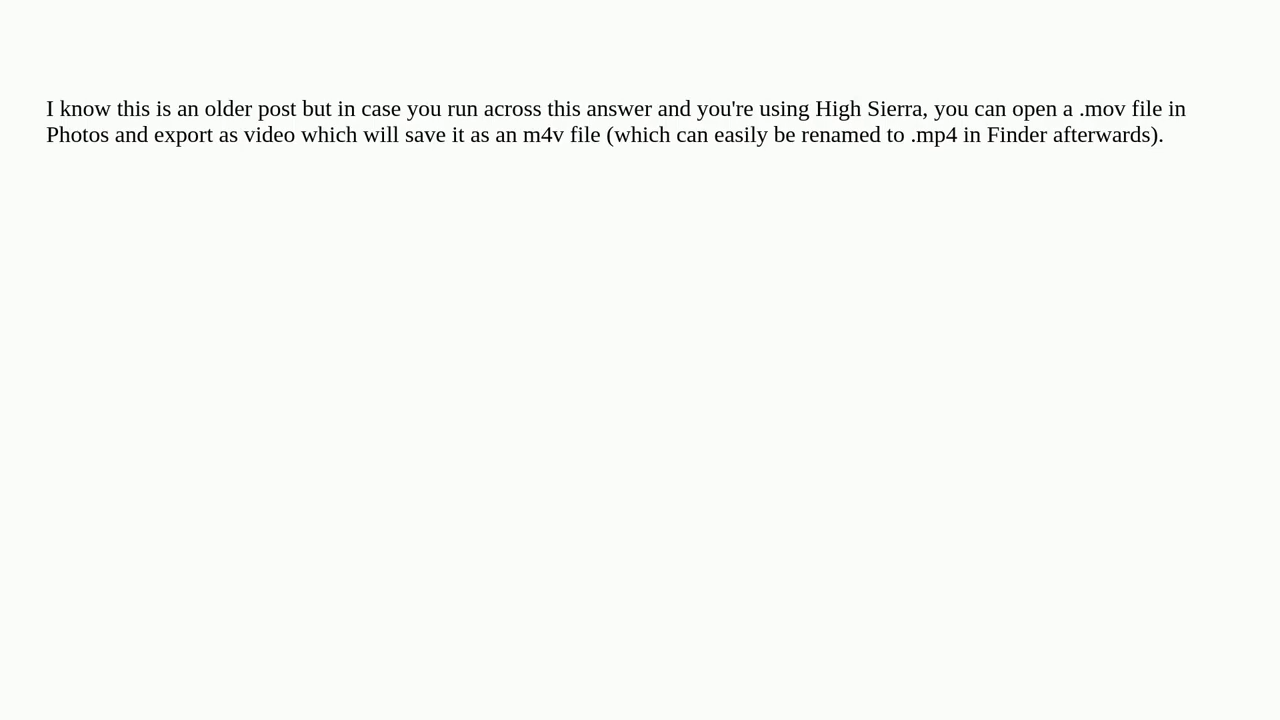 I know this is an older post but in case you run across this answer and you're using High Sierra, you can open a .mov file in
Photos and export as video which will save it as an m4v file (which can easily be renamed to .mp4 in Finder afterwards).